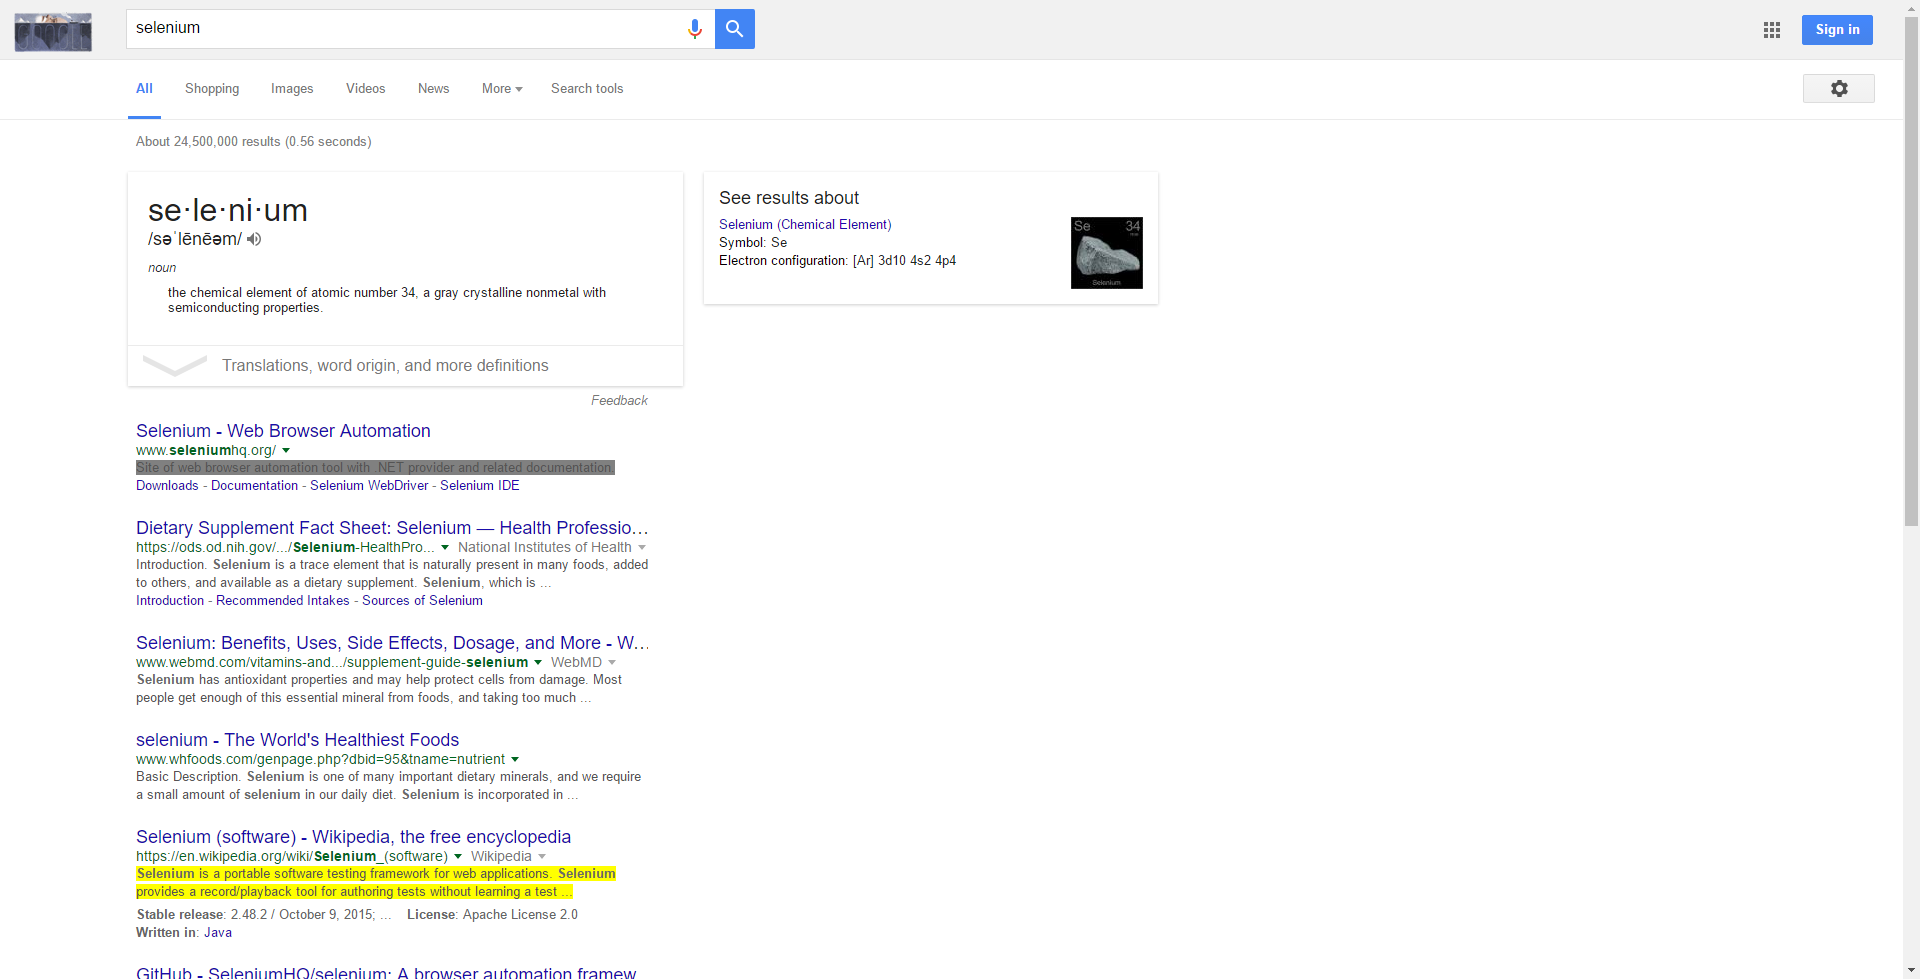 selenium
Sign in
All Shopping Images Videos News More Search tools
About 24,500,000 results (0.56 seconds)
se·le·ni·um
/səˈlēnēəm/
noun
the chemical element of atomic number 34, a gray crystalline nonmetal with
semiconducting properties.
Translations, word origin, and more definitions
Feedback
See results about
Selenium (Chemical Element)
Symbol: Se
Electron configuration: [Ar] 3d10 4s2 4p4
Se 34
Selenium
Selenium - Web Browser Automation
www.seleniumhq.org/
Site of web browser automation tool with .NET provider and related documentation.
Downloads - Documentation - Selenium WebDriver - Selenium IDE
Dietary Supplement Fact Sheet: Selenium — Health Professio...
https://ods.od.nih.gov/.../Selenium-HealthPro... National Institutes of Health
Introduction. Selenium is a trace element that is naturally present in many foods, added
to others, and available as a dietary supplement. Selenium, which is ...
Introduction - Recommended Intakes - Sources of Selenium
Selenium: Benefits, Uses, Side Effects, Dosage, and More - W...
www.webmd.com/vitamins-and.../supplement-guide-selenium WebMD
Selenium has antioxidant properties and may help protect cells from damage. Most
people get enough of this essential mineral from foods, and taking too much ...
selenium - The World's Healthiest Foods
www.whfoods.com/genpage.php?dbid=95&tname=nutrient
Basic Description. Selenium is one of many important dietary minerals, and we require
a small amount of selenium in our daily diet. Selenium is incorporated in ...
Selenium (software) - Wikipedia, the free encyclopedia
https://en.wikipedia.org/wiki/Selenium_(software) Wikipedia
Selenium is a portable software testing framework for web applications. Selenium
provides a record/playback tool for authoring tests without learning a test ...
Stable release: 2.48.2 / October 9, 2015; ... License: Apache License 2.0
Written in: Java
GitHub - SeleniumHQ/selenium: A browser automation framew